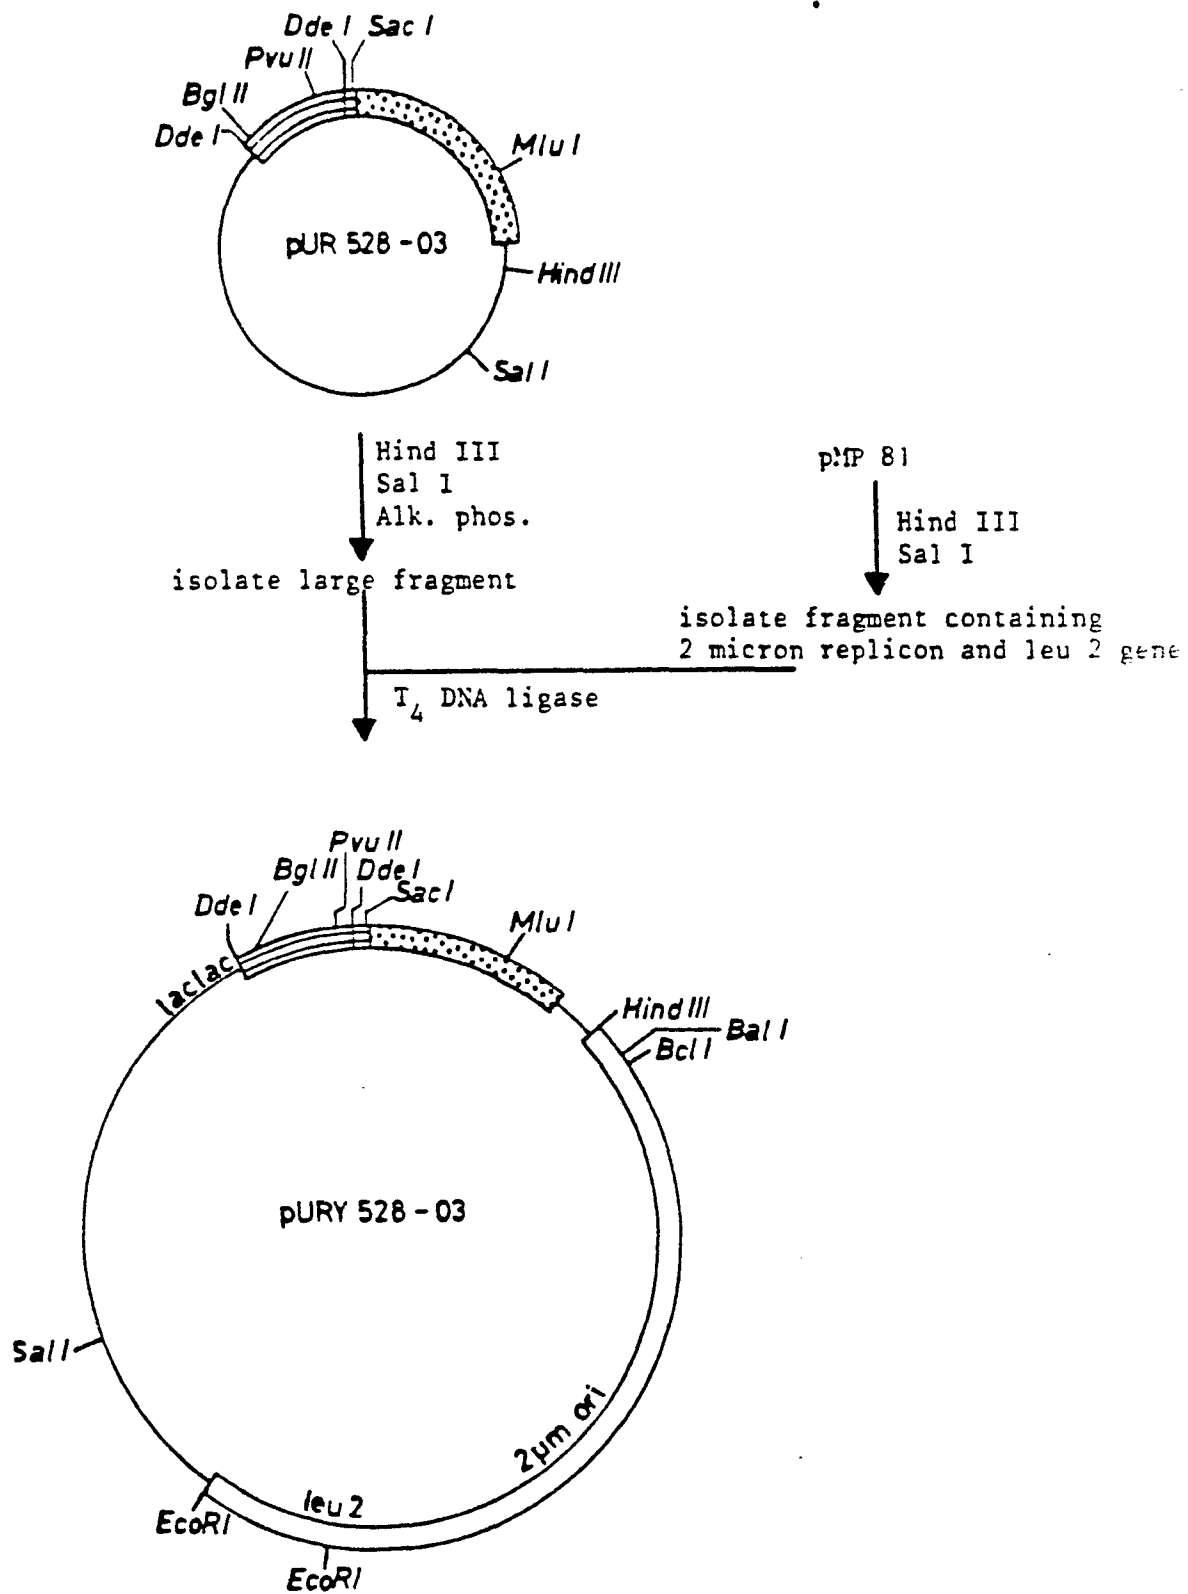 Dde I Sac I
Pvu II
Bgl II
Dde I
Mlu I
pUR 528-03
Hind III
Sal I
Hind III
Sal I
Alk. phos.
pMP 81
Hind III
Sal I
isolate large fragment
isolate fragment containing
2 micron replicon and leu 2 gene
T4 DNA ligase
Pvu II
Bgl II Dde I
Sac I
Dde I
Mlu I
laclac
Hind III
Bal I
Bcl I
pURY 528-03
Sal I
2μm ori
leu 2
EcoRI
EcoRI